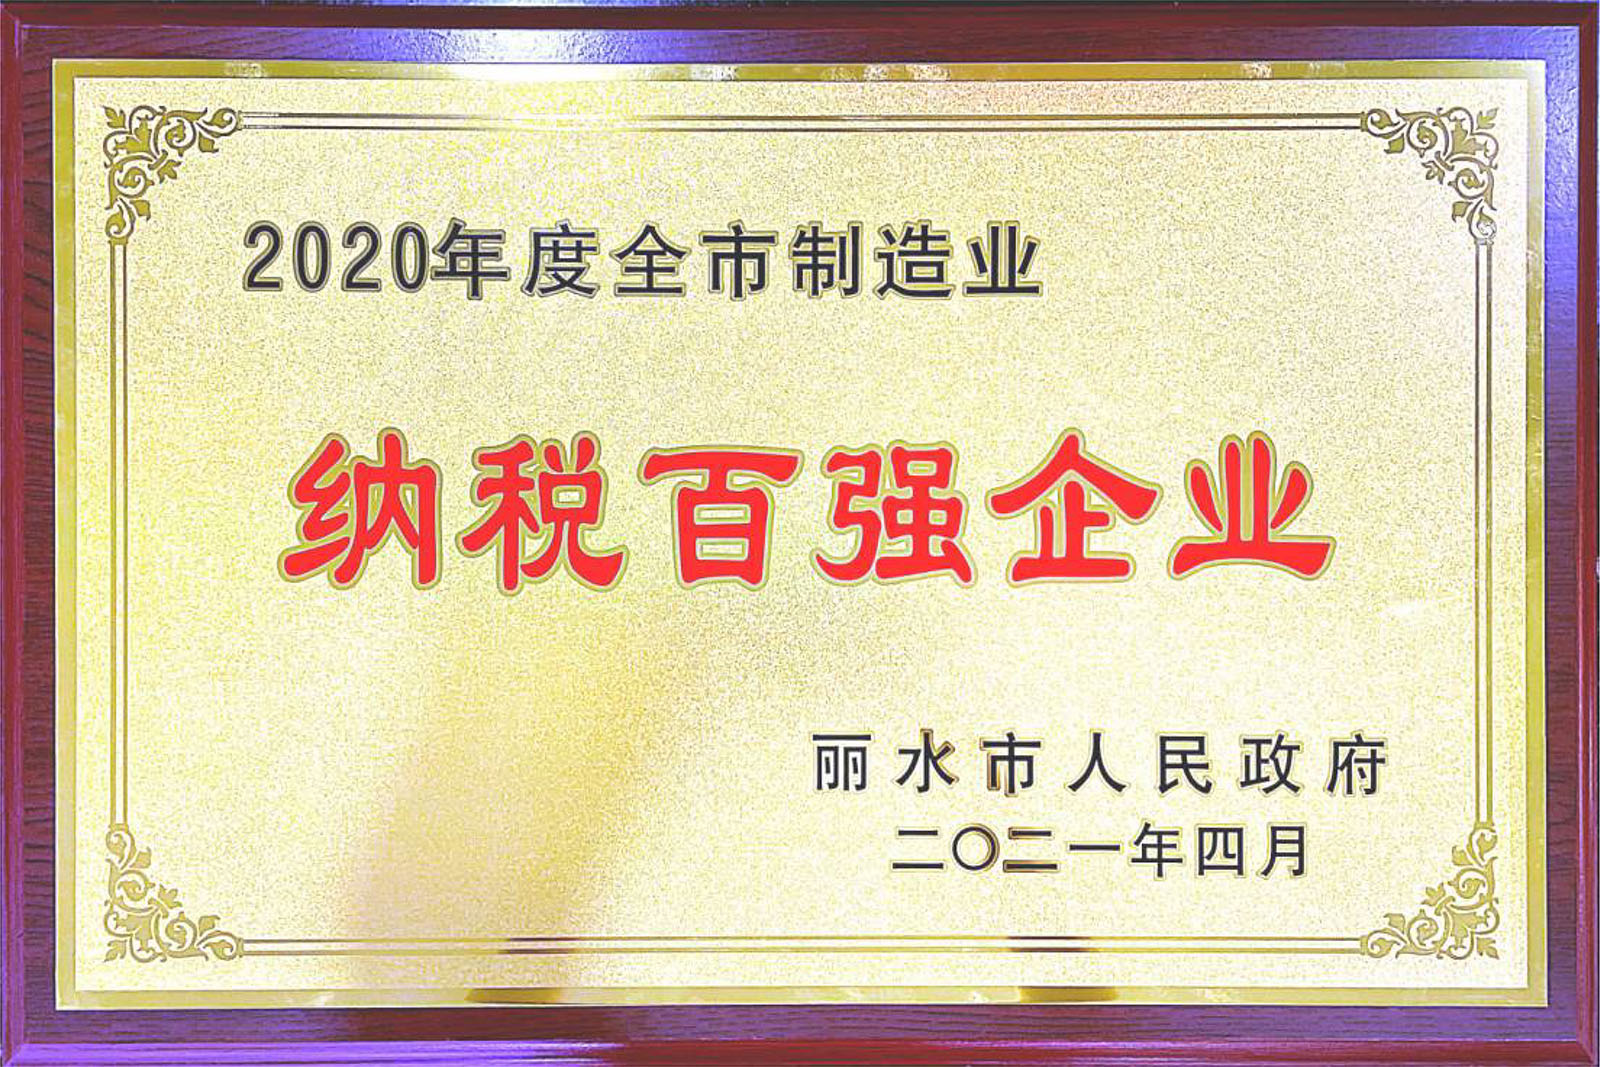 2020年度全市制造业
纳税百强企业
丽水市人民政府
二〇二一年四月